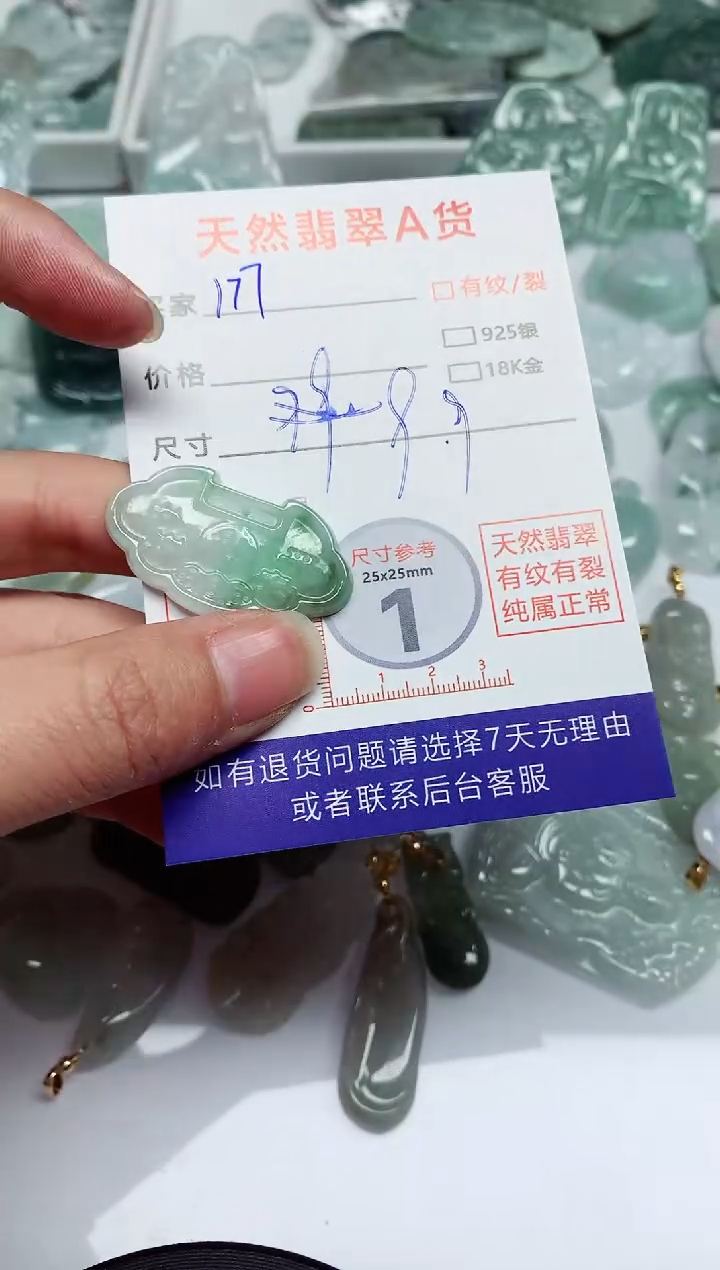 天然翡翠A货
家 177
□有纹/裂
□925银
价格
□18K金
尺寸
尺寸参考
25x25mm
1
天然翡翠
有纹有裂
纯属正常
1 2 3
0
如有退货问题请选择7天无理由
或者联系后台客服